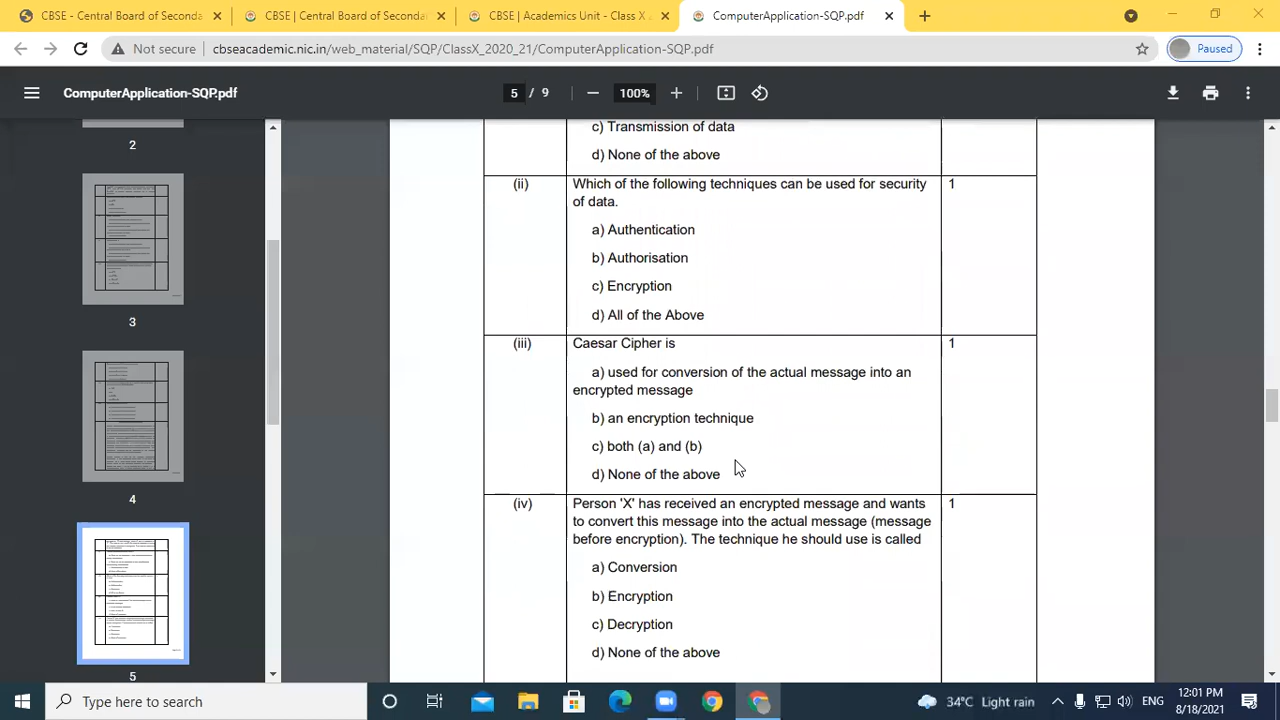 CBSE - Central Board of Seconda
CBSE | Central Board of Seconda
CBSE | Academics Unit - Class X
ComputerApplication-SQP.pdf
Not secure
cbseacademic.nic.in/web_material/SQP/ClassX_2020_21/ComputerApplication-SQP.pdf
Paused
ComputerApplication-SQP.pdf
5 / 9
100%
2
3
4
5
c) Transmission of data
d) None of the above
(ii) Which of the following techniques can be used for security 1
of data.
a) Authentication
b) Authorisation
c) Encryption
d) All of the Above
(iii) Caesar Cipher is 1
a) used for conversion of the actual message into an
encrypted message
b) an encryption technique
c) both (a) and (b)
d) None of the above
(iv) Person 'X' has received an encrypted message and wants 1
to convert this message into the actual message (message
before encryption). The technique he should use is called
a) Conversion
b) Encryption
c) Decryption
d) None of the above
Type here to search
34°C Light rain
ENG
12:01 PM
8/18/2021